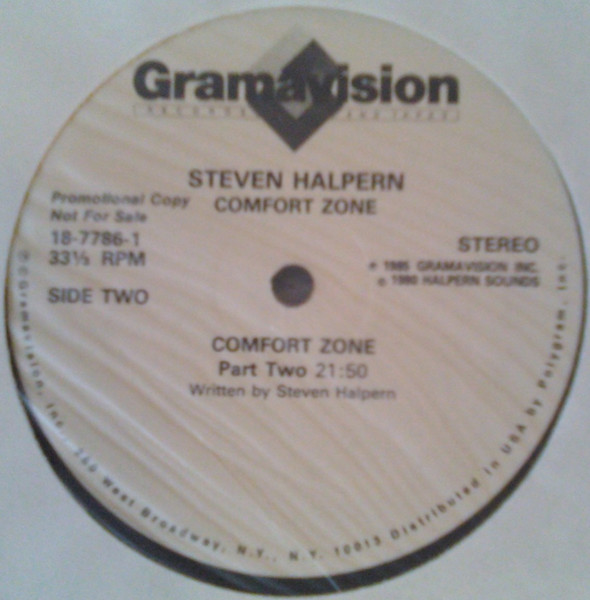 Gramavision
RECORDS AND TAPES
STEVEN HALPERN
COMFORT ZONE
Promotional Copy
Not For Sale
18-7786-1
33⅓ RPM
SIDE TWO
STEREO
℗ 1985 GRAMAVISION INC.
© 1980 HALPERN SOUNDS
COMFORT ZONE
Part Two 21:50
Written by Steven Halpern
Gramavision, Inc., 260 West Broadway, N.Y., N.Y. 10013 Distributed in USA by Polygram, Inc.